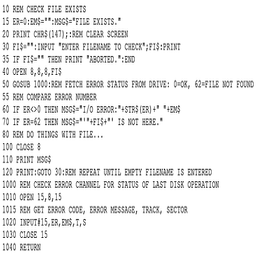 10 REM CHECK FILE EXISTS
15 ER=0:EM$="":MSG$="FILE EXISTS."
20 PRINT CHR$(147);:REM CLEAR SCREEN
30 FI$="":INPUT "ENTER FILENAME TO CHECK";FI$:PRINT
35 IF FI$="" THEN PRINT "ABORTED.":END
40 OPEN 8,8,8,FI$
50 GOSUB 1000:REM FETCH ERROR STATUS FROM DRIVE: 0=OK, 62=FILE NOT FOUND
55 REM COMPARE ERROR NUMBER
60 IF ER<>0 THEN MSG$="I/O ERROR:"+STR$(ER)+" "+EM$
70 IF ER=62 THEN MSG$="'"+FI$+"' IS NOT HERE."
80 REM DO THINGS WITH FILE...
100 CLOSE 8
110 PRINT MSG$
120 PRINT:GOTO 30:REM REPEAT UNTIL EMPTY FILENAME IS ENTERED
1000 REM CHECK ERROR CHANNEL FOR STATUS OF LAST DISK OPERATION
1010 OPEN 15,8,15
1015 REM GET ERROR CODE, ERROR MESSAGE, TRACK, SECTOR
1020 INPUT#15,ER,EM$,T,S
1030 CLOSE 15
1040 RETURN